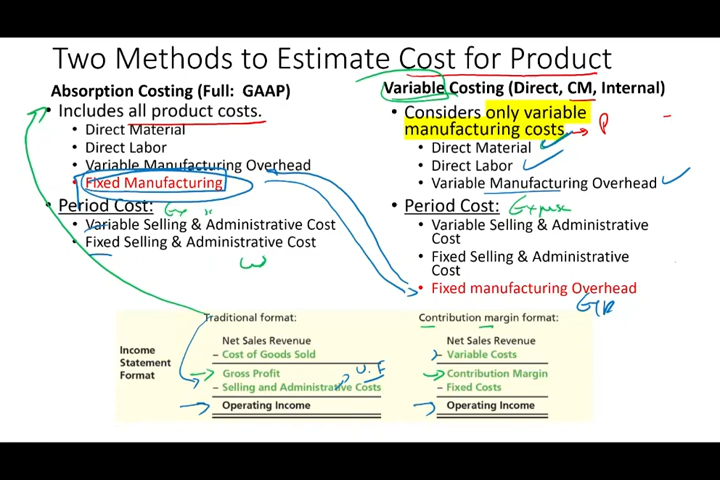 Two Methods to Estimate Cost for Product
Absorption Costing (Full: GAAP)
• Includes all product costs.
• Direct Material
• Direct Labor
• Variable Manufacturing Overhead
• Fixed Manufacturing
• Period Cost:
• Variable Selling & Administrative Cost
• Fixed Selling & Administrative Cost
Variable Costing (Direct, CM, Internal)
• Considers only variable
manufacturing costs
P
• Direct Material
• Direct Labor
• Variable Manufacturing Overhead
• Period Cost: Expense
• Variable Selling & Administrative
Cost
• Fixed Selling & Administrative
Cost
• Fixed manufacturing Overhead
Income
Statement
Format
Traditional format:
Net Sales Revenue
– Cost of Goods Sold
Gross Profit
– Selling and Administrative Costs
Operating Income
Contribution margin format:
Net Sales Revenue
– Variable Costs
Contribution Margin
– Fixed Costs
Operating Income